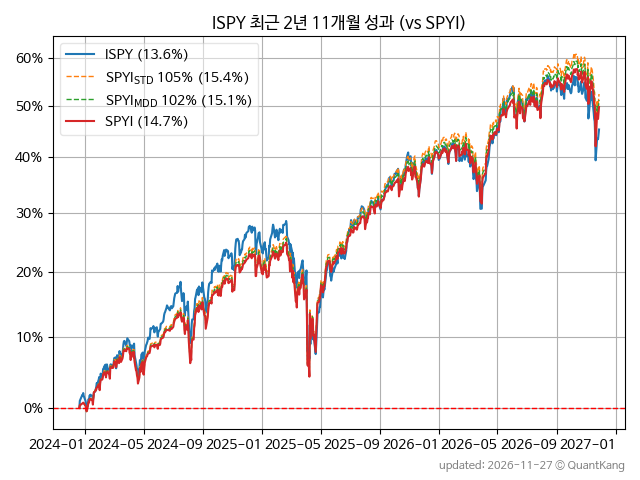 ISPY 최근 2년 11개월 성과 (vs SPYI)
ISPY (13.6%)
SPYISTD 105% (15.4%)
SPYIMDD 102% (15.1%)
SPYI (14.7%)
60%
50%
40%
30%
20%
10%
0%
2024-01 2024-05 2024-09 2025-01 2025-05 2025-09 2026-01 2026-05 2026-09 2027-01
updated: 2026-11-27 © QuantKang